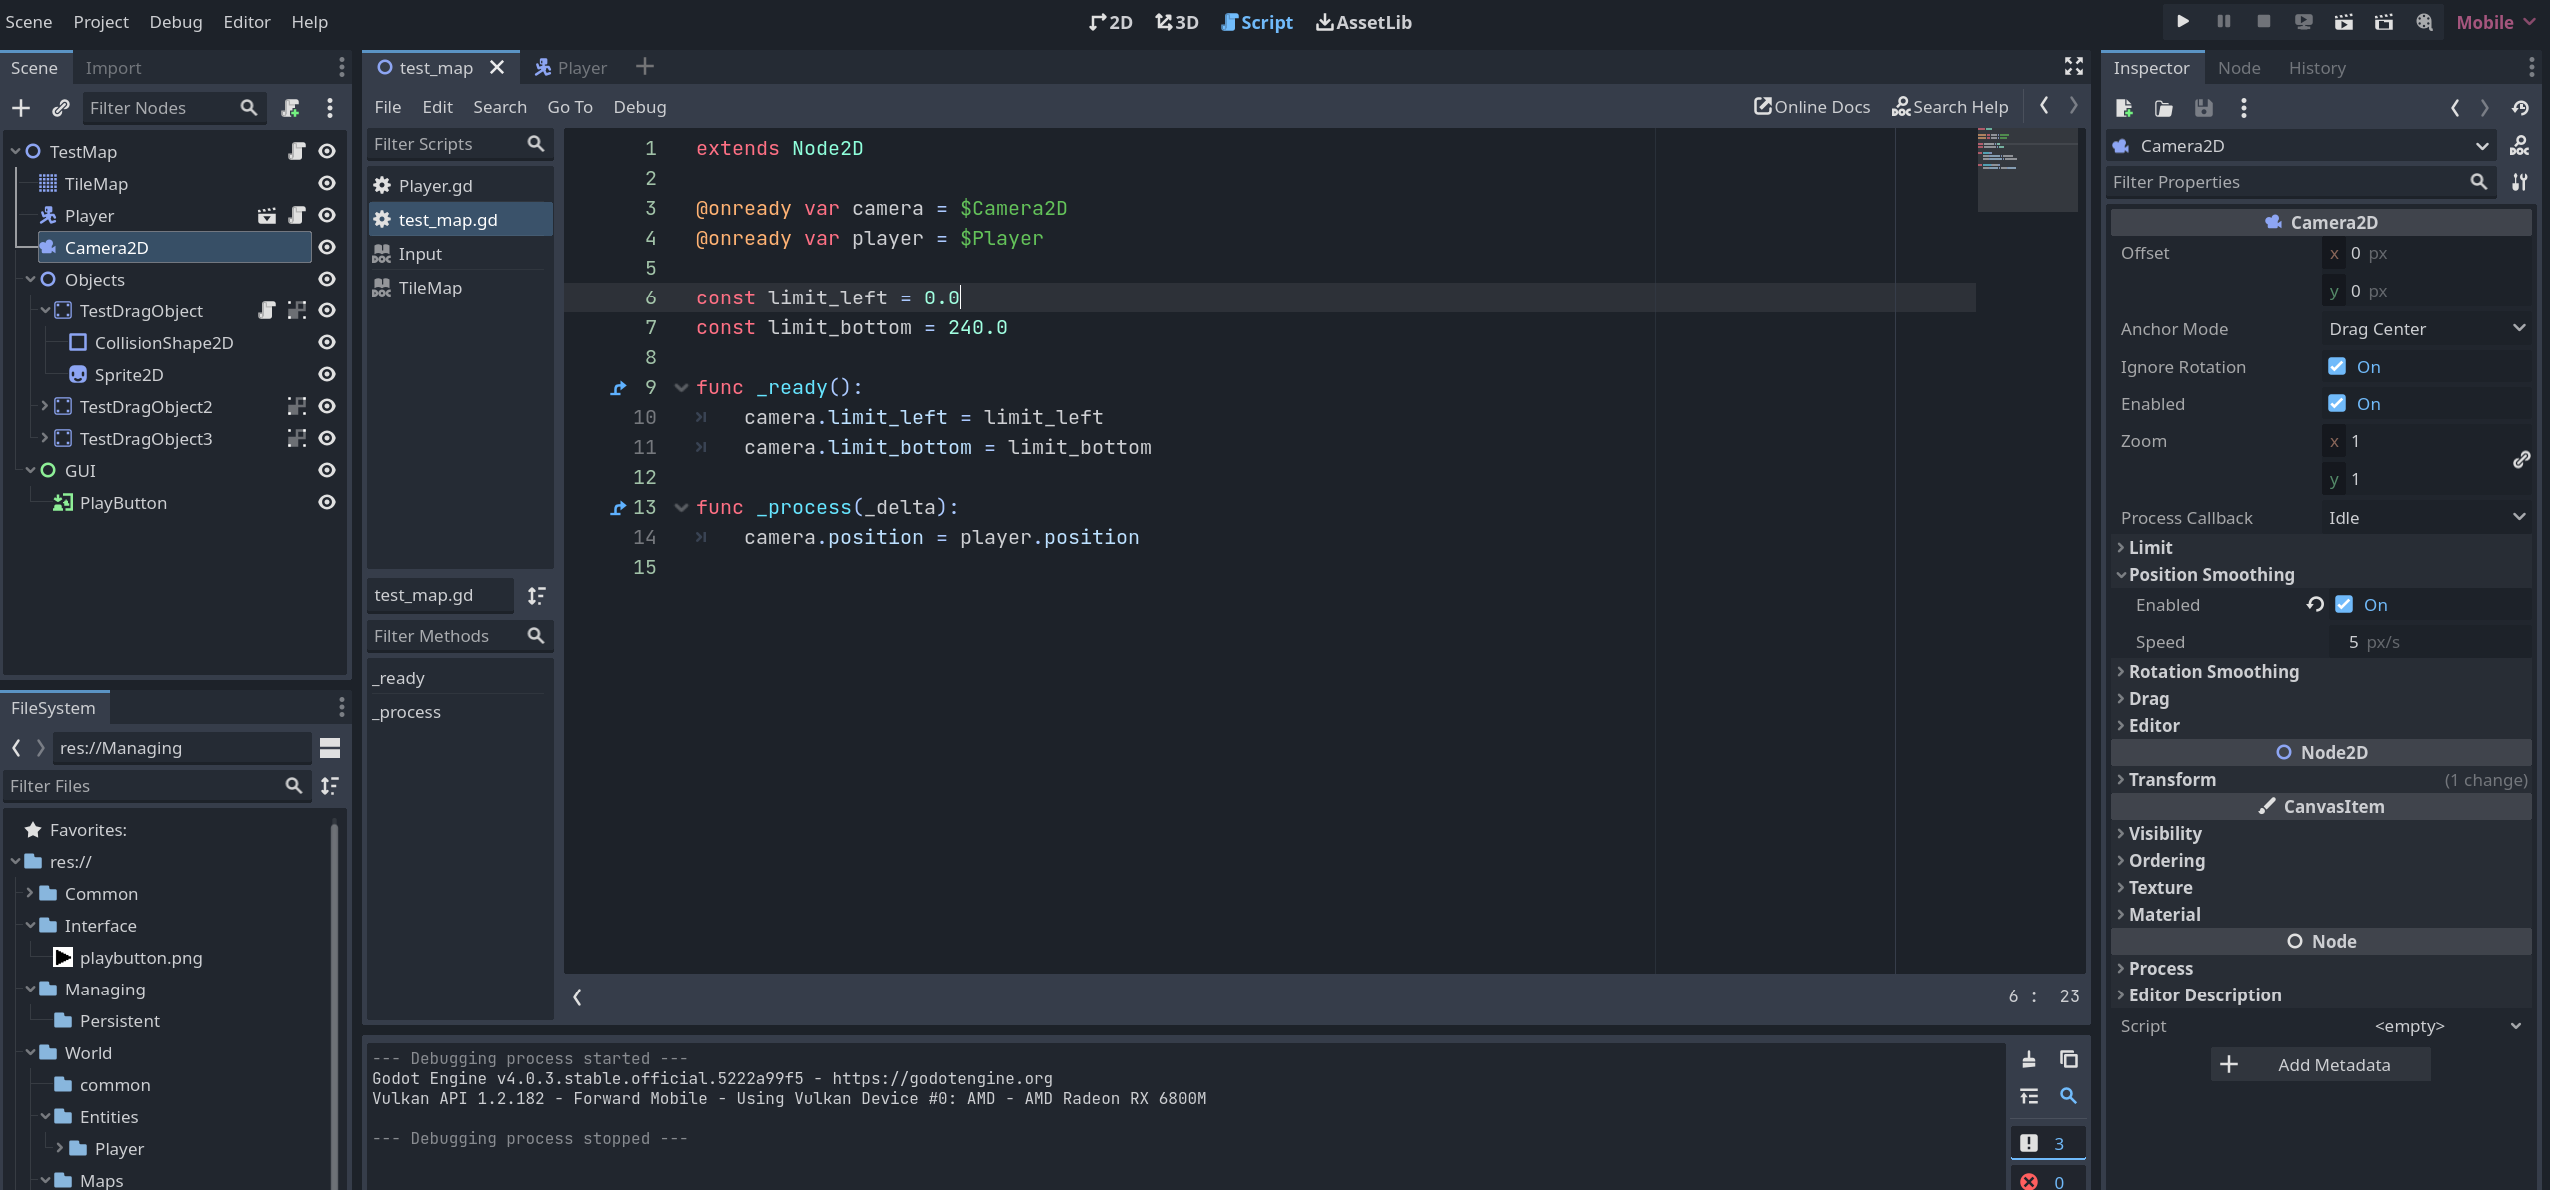 Scene Project Debug Editor Help
2D 3D Script AssetLib
Mobile
Scene Import
Filter Nodes
TestMap
TileMap
Player
Camera2D
Objects
TestDragObject
CollisionShape2D
Sprite2D
TestDragObject2
TestDragObject3
GUI
PlayButton
FileSystem
res://Managing
Filter Files
Favorites:
res://
Common
Interface
playbutton.png
Managing
Persistent
World
common
Entities
Player
Maps
test_map Player
File Edit Search Go To Debug
Online Docs Search Help
Filter Scripts
Player.gd
test_map.gd
Input
TileMap
test_map.gd
Filter Methods
_ready
_process
1 extends Node2D
2
3 @onready var camera = $Camera2D
4 @onready var player = $Player
5
6 const limit_left = 0.0
7 const limit_bottom = 240.0
8
9 func _ready():
10 camera.limit_left = limit_left
11 camera.limit_bottom = limit_bottom
12
13 func _process(_delta):
14 camera.position = player.position
15
6 : 23
--- Debugging process started ---
Godot Engine v4.0.3.stable.official.5222a99f5 - https://godotengine.org
Vulkan API 1.2.182 - Forward Mobile - Using Vulkan Device #0: AMD - AMD Radeon RX 6800M
--- Debugging process stopped ---
3
0
Inspector Node History
Camera2D
DOC
Filter Properties
Camera2D
Offset x 0 px
y 0 px
Anchor Mode Drag Center
Ignore Rotation On
Enabled On
Zoom x 1
y 1
Process Callback Idle
Limit
Position Smoothing
Enabled On
Speed 5 px/s
Rotation Smoothing
Drag
Editor
Node2D
Transform (1 change)
CanvasItem
Visibility
Ordering
Texture
Material
Node
Process
Editor Description
Script <empty>
Add Metadata